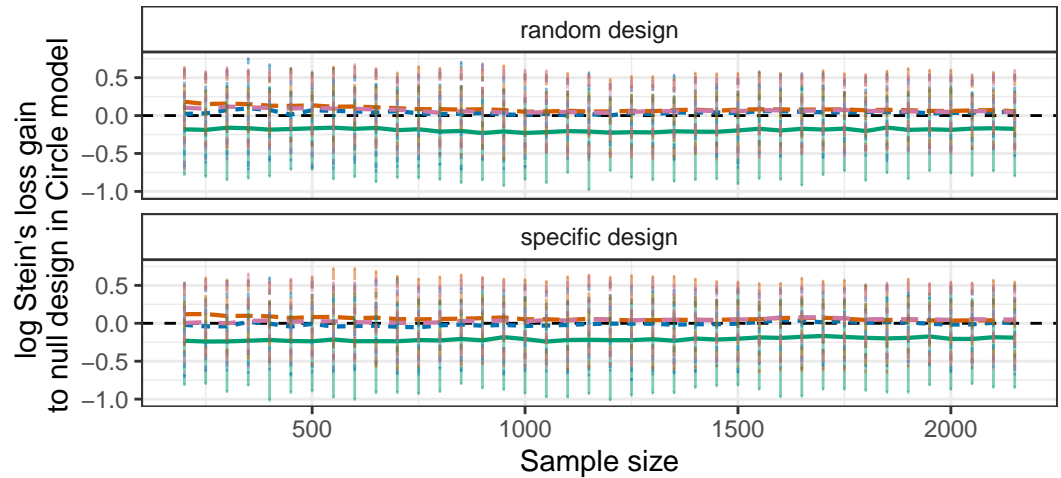 random design
0.5
0.0
−0.5
−1.0
specific design
0.5
0.0
−0.5
−1.0
500
1000
1500
2000
Sample size
log Stein's loss gain
to null design in Circle model